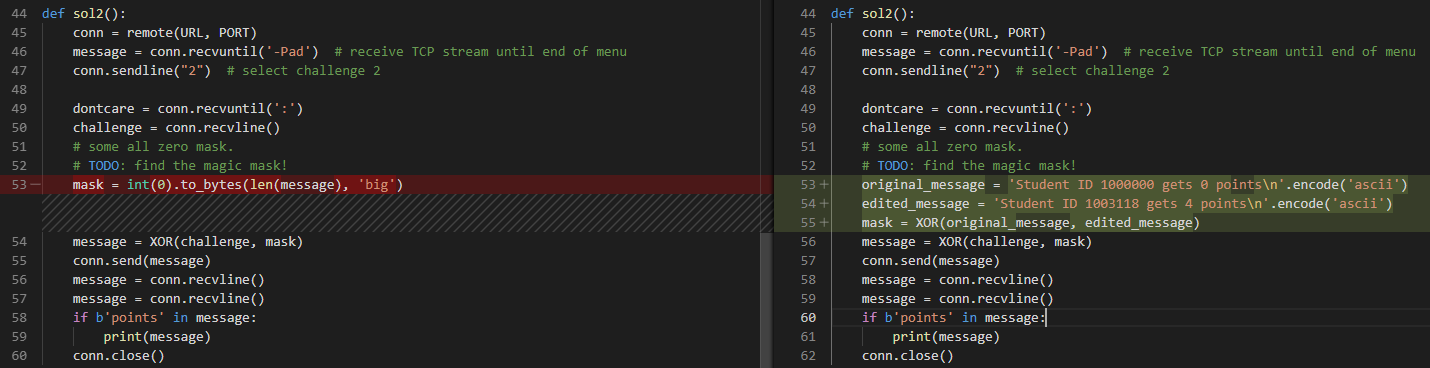 44 def sol2():
45 conn = remote(URL, PORT)
46 message = conn.recvuntil('-Pad')  # receive TCP stream until end of menu
47 conn.sendline("2")  # select challenge 2
48
49 dontcare = conn.recvuntil(':')
50 challenge = conn.recvline()
51 # some all zero mask.
52 # TODO: find the magic mask!
53 — mask = int(0).to_bytes(len(message), 'big')
54 message = XOR(challenge, mask)
55 conn.send(message)
56 message = conn.recvline()
57 message = conn.recvline()
58 if b'points' in message:
59 print(message)
60 conn.close()
44 def sol2():
45 conn = remote(URL, PORT)
46 message = conn.recvuntil('-Pad')  # receive TCP stream until end of menu
47 conn.sendline("2")  # select challenge 2
48
49 dontcare = conn.recvuntil(':')
50 challenge = conn.recvline()
51 # some all zero mask.
52 # TODO: find the magic mask!
53 + original_message = 'Student ID 1000000 gets 0 points\n'.encode('ascii')
54 + edited_message = 'Student ID 1003118 gets 4 points\n'.encode('ascii')
55 + mask = XOR(original_message, edited_message)
56 message = XOR(challenge, mask)
57 conn.send(message)
58 message = conn.recvline()
59 message = conn.recvline()
60 if b'points' in message:
61 print(message)
62 conn.close()